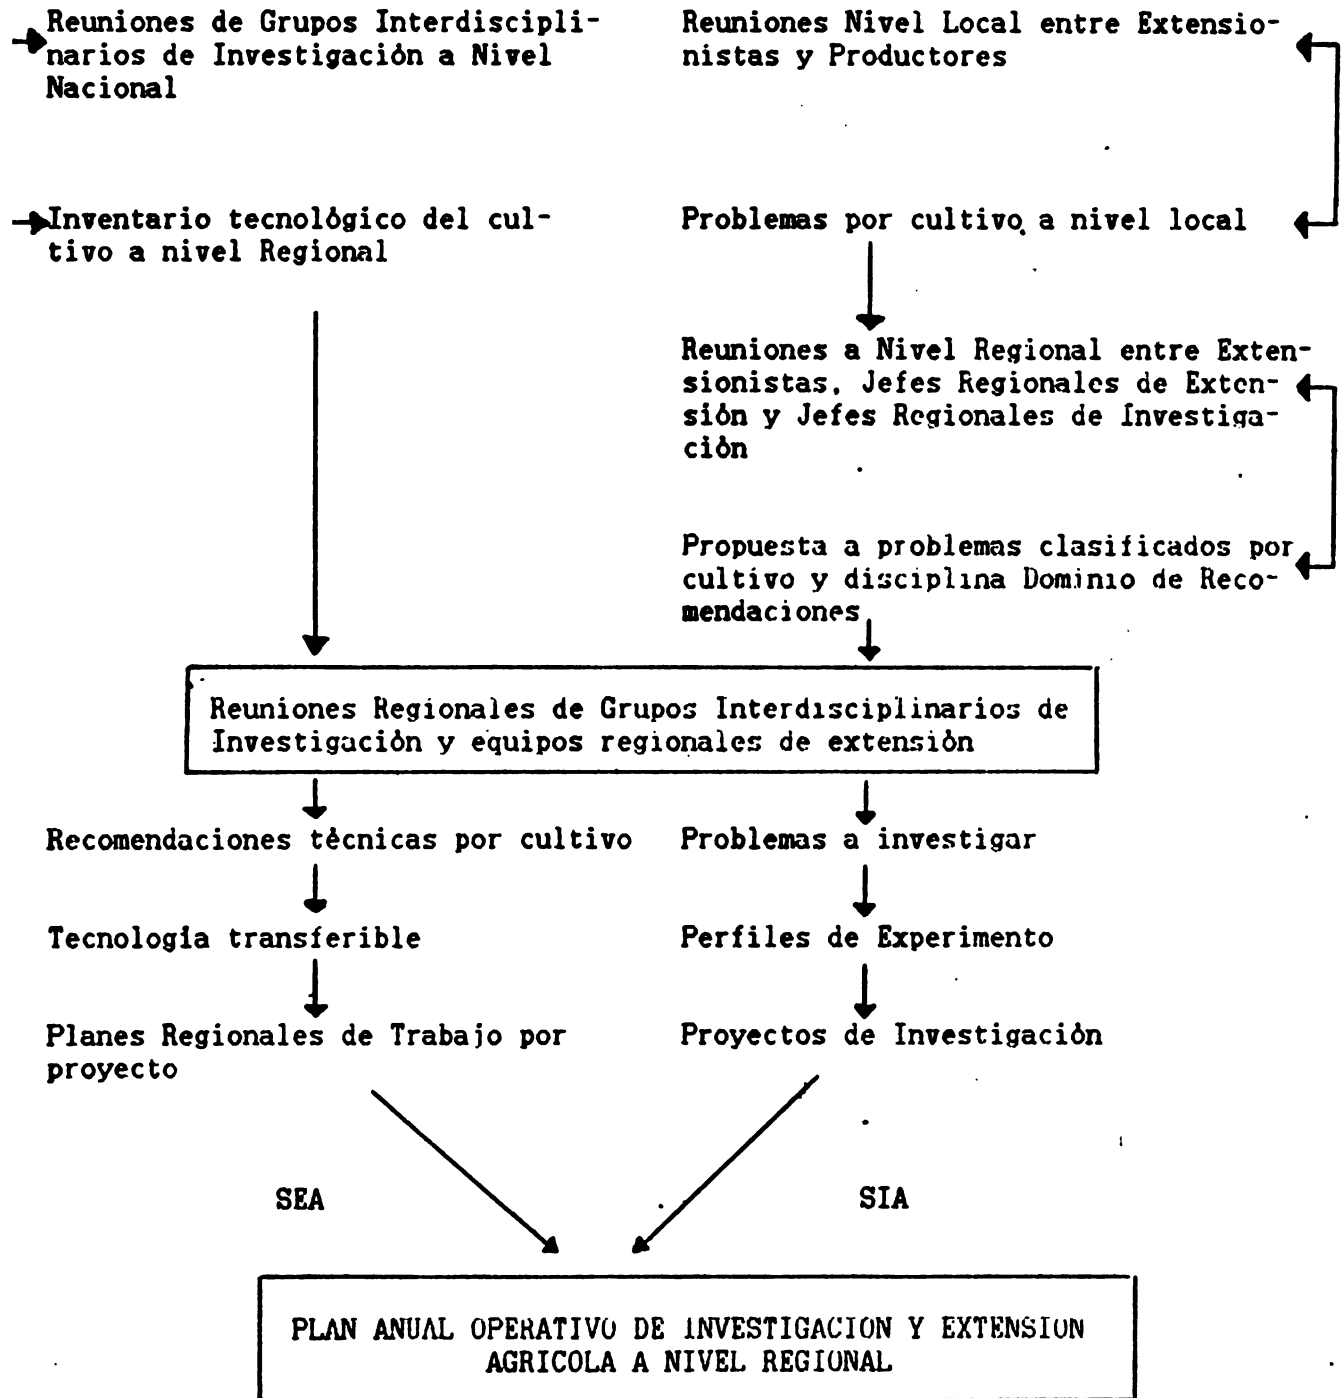 Reuniones de Grupos Interdiscipli-
narios de Investigación a Nivel
Nacional
Reuniones Nivel Local entre Extensio-
nistas y Productores
Inventario tecnológico del cul-
tivo a nivel Regional
Problemas por cultivo a nivel local
Reuniones a Nivel Regional entre Exten-
sionistas, Jefes Regionales de Exten-
sión y Jefes Regionales de Investiga-
ción
Propuesta a problemas clasificados por
cultivo y disciplina Dominio de Reco-
mendaciones
Reuniones Regionales de Grupos Interdisciplinarios de
Investigación y equipos regionales de extensión
Recomendaciones técnicas por cultivo
Problemas a investigar
Tecnología transferible
Perfiles de Experimento
Planes Regionales de Trabajo por
proyecto
Proyectos de Investigación
SEA
SIA
PLAN ANUAL OPERATIVO DE INVESTIGACION Y EXTENSION
AGRICOLA A NIVEL REGIONAL